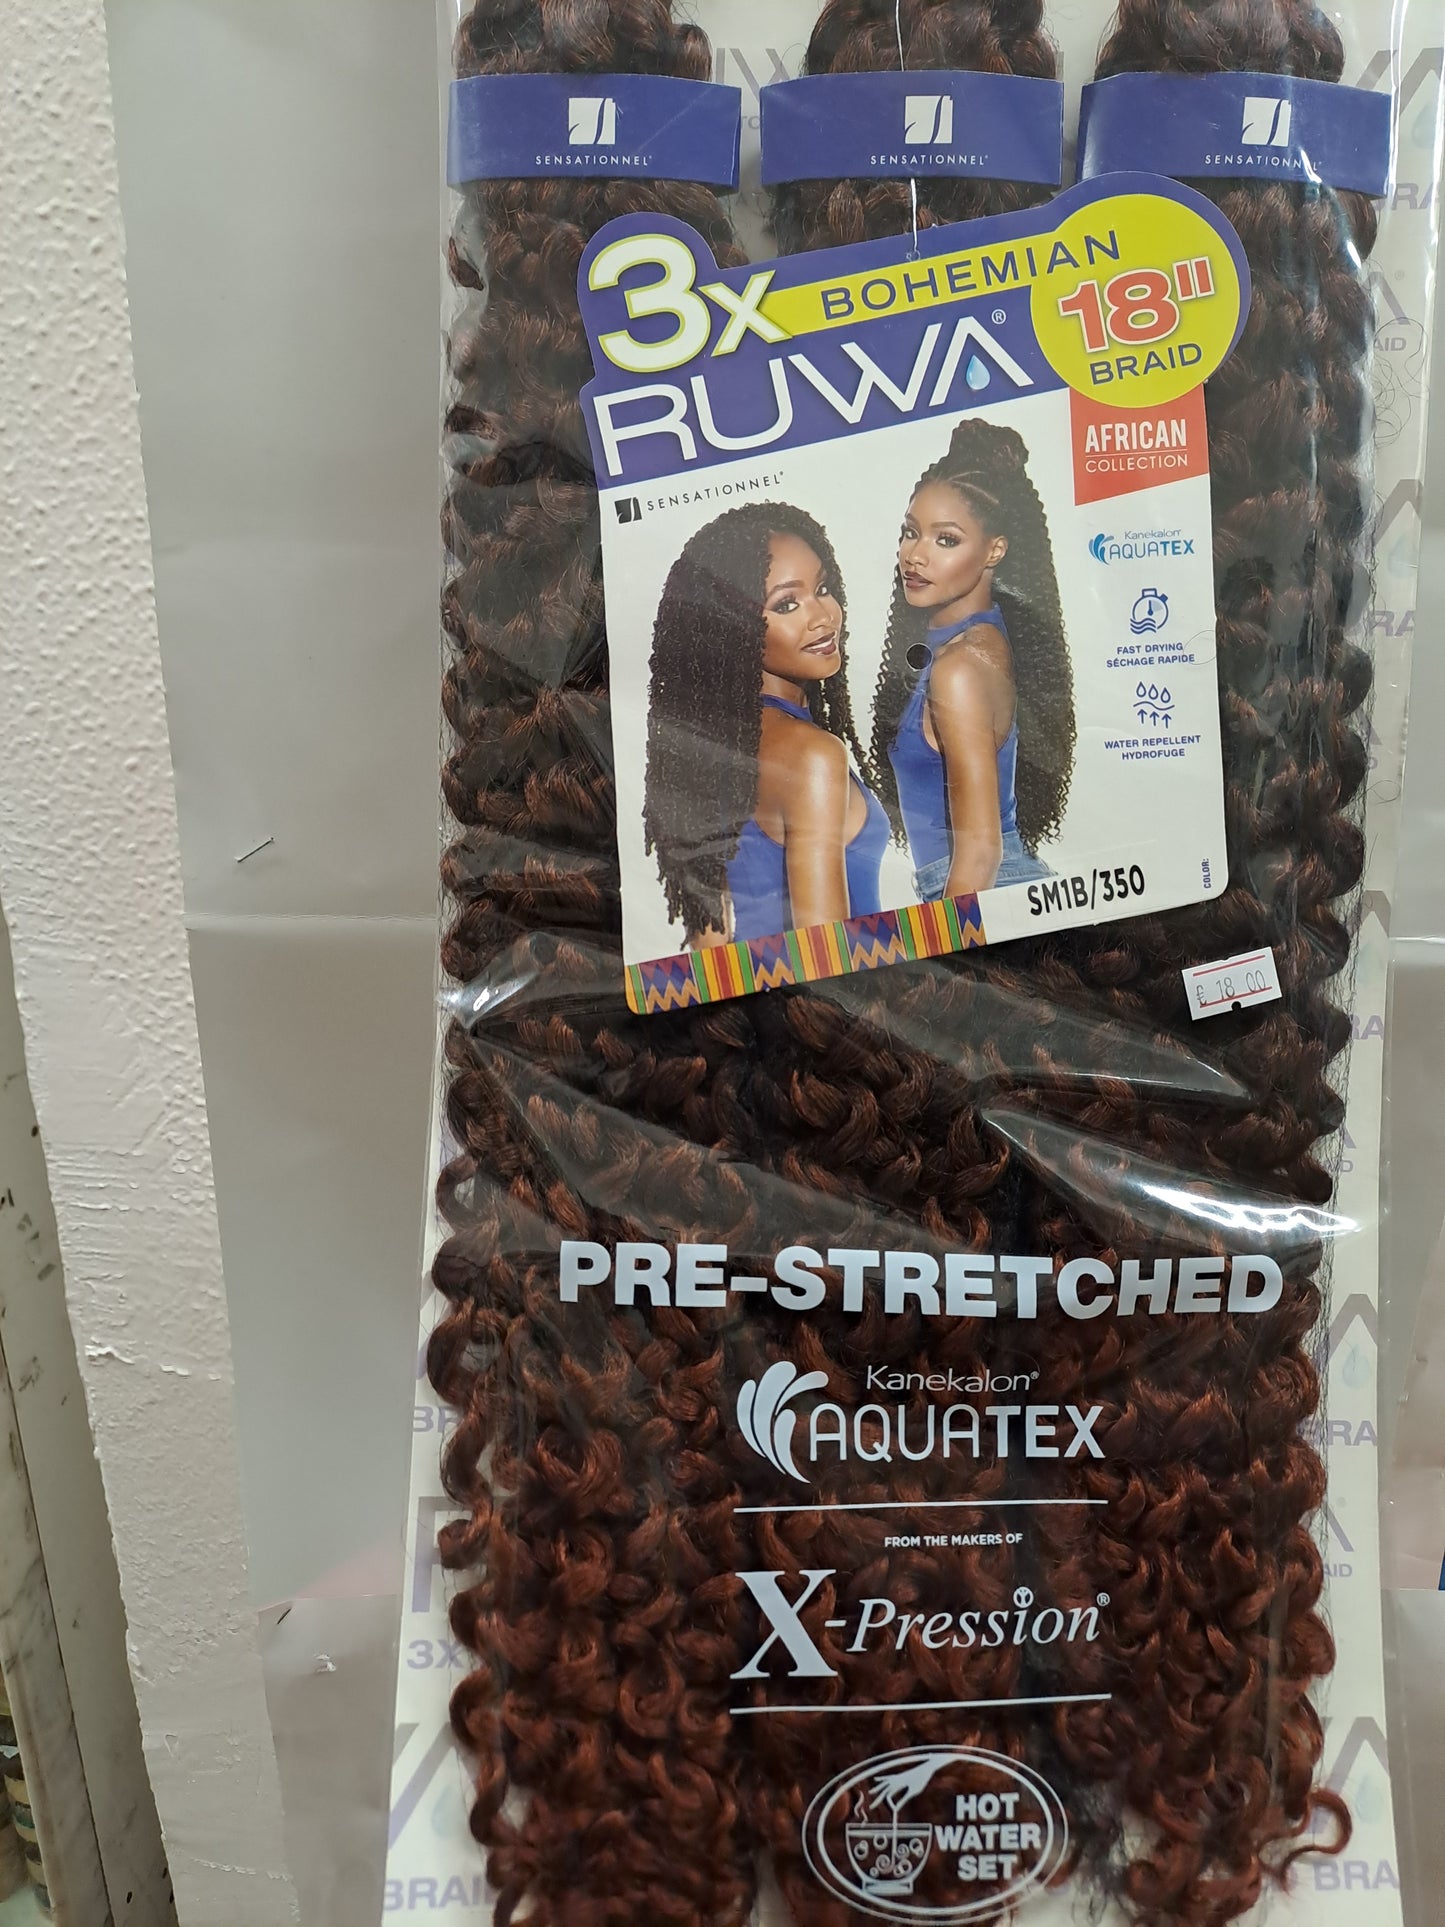 SENSATIONNEL®
SENSATIONNEL®
SENSATIONNEL®
3X BOHEMIAN
18"
BRAID
RUWA®
AFRICAN
COLLECTION
SENSATIONNEL®
Kanekalon®
AQUATEX
FAST DRYING
SÉCHAGE RAPIDE
WATER REPELLENT
HYDROFUGE
COLOR:
SM1B/350
18 00
PRE-STRETCHED
Kanekalon®
AQUATEX
FROM THE MAKERS OF
X-Pression®
HOT
WATER
SET
3X